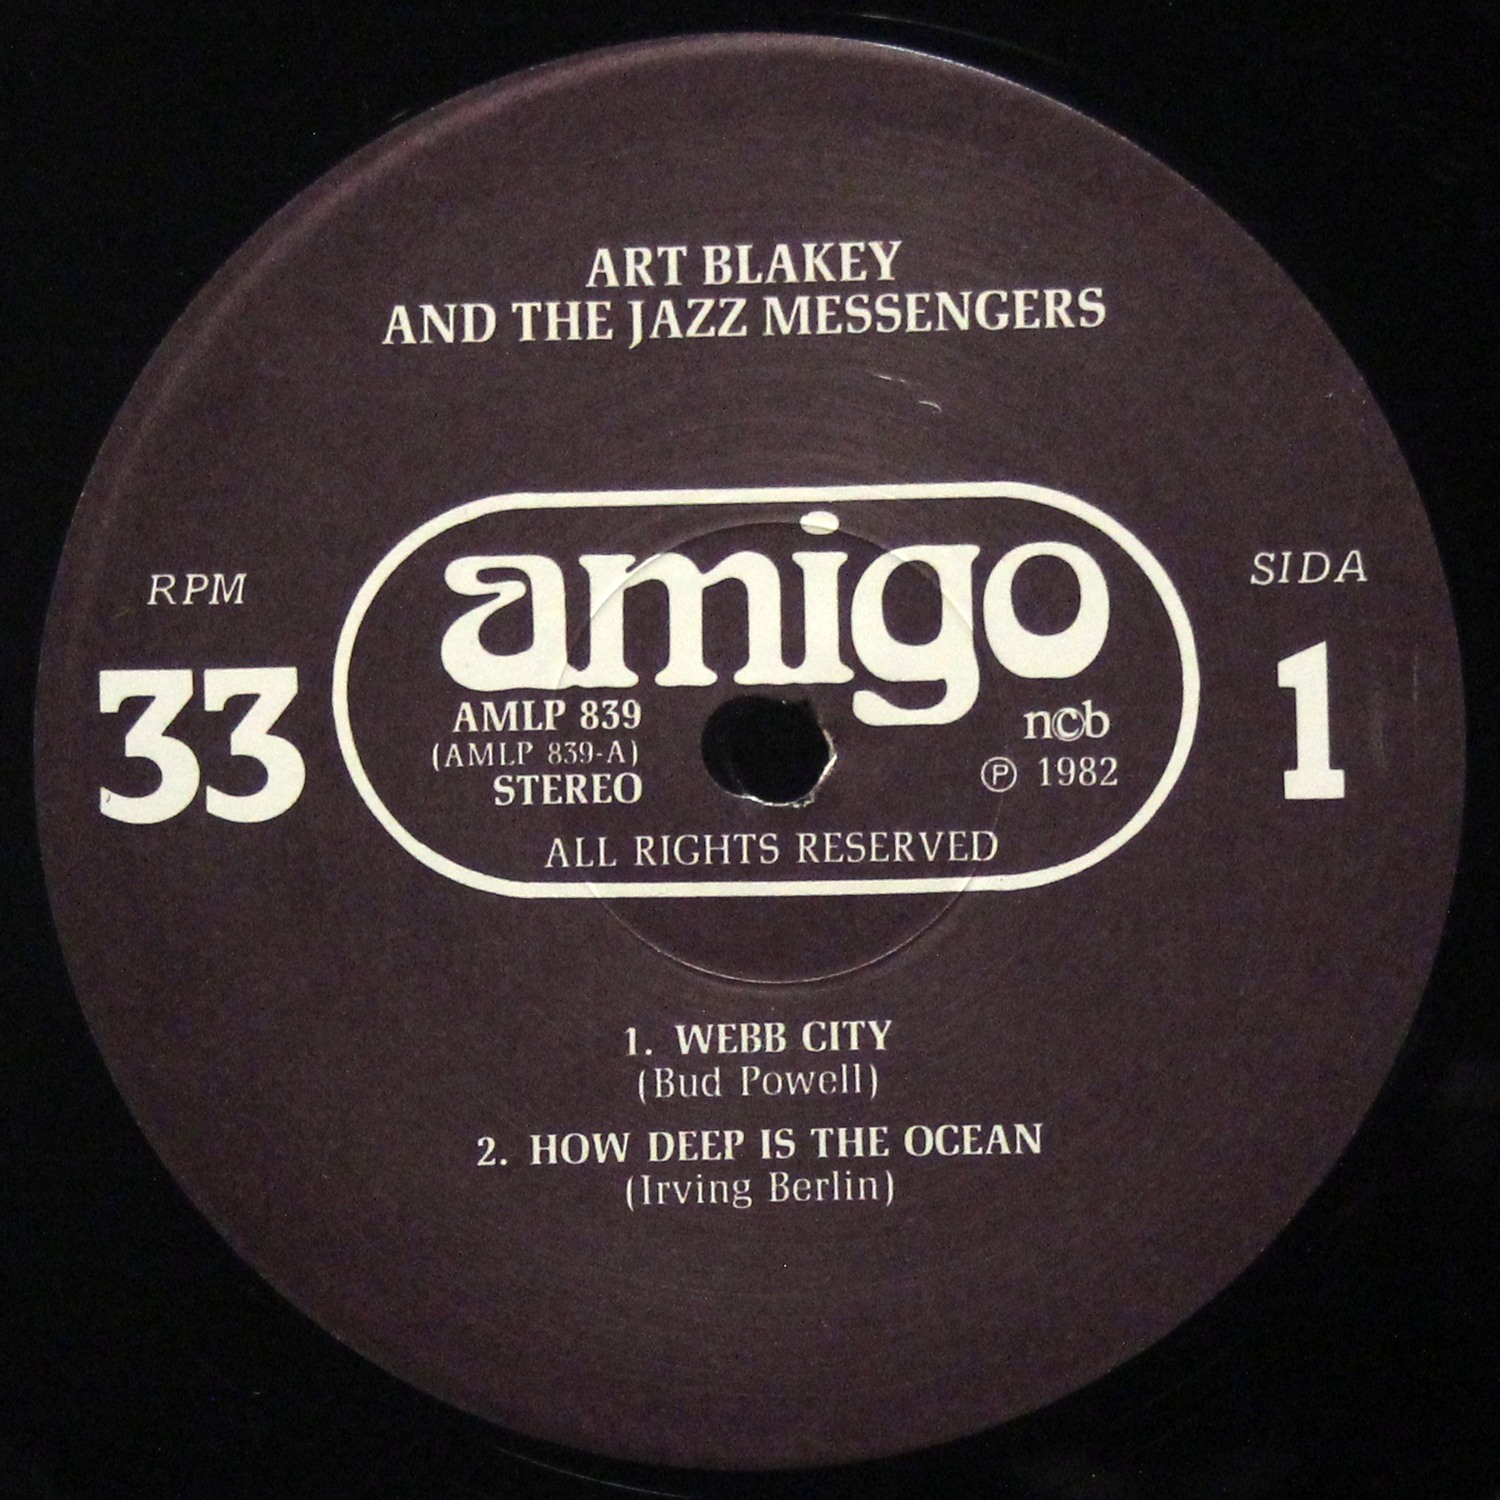 ART BLAKEY
AND THE JAZZ MESSENGERS
RPM
33
SIDA
1
amigo
AMLP 839
(AMLP 839-A)
STEREO
ncb
Ⓟ 1982
ALL RIGHTS RESERVED
1. WEBB CITY
(Bud Powell)
2. HOW DEEP IS THE OCEAN
(Irving Berlin)